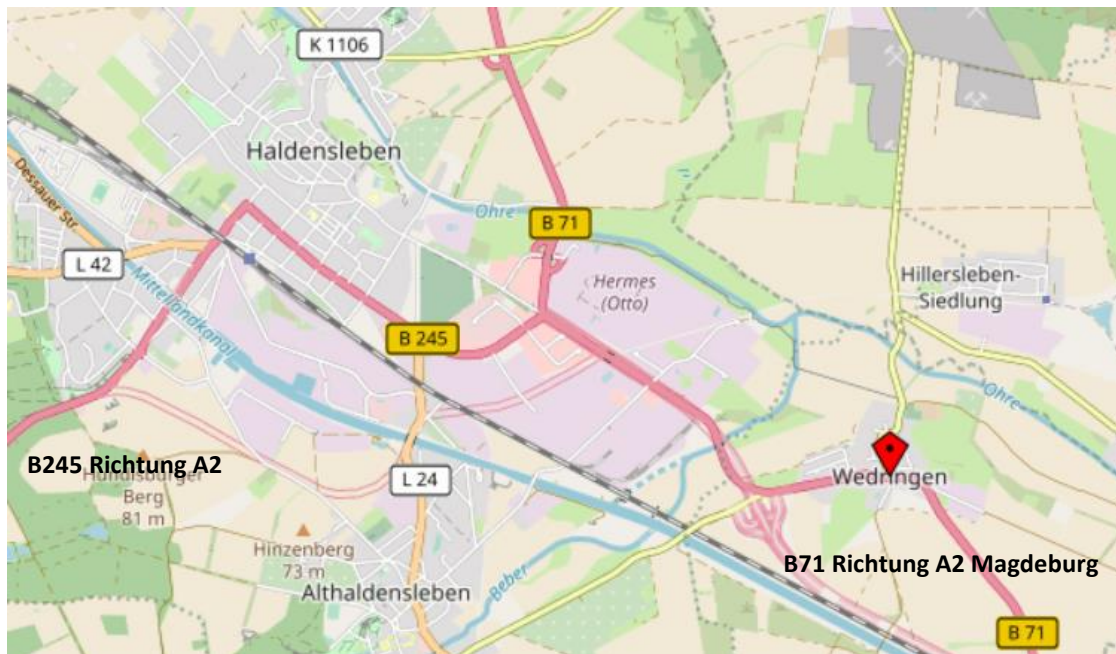 K 1106
Haldensleben
Dessauer Str.
Ohre
B 71
L 42
Mittellandkanal
Hermes
(Otto)
Hillersleben-
Siedlung
B 245
Ohre
B245 Richtung A2
Hundisburger
Berg
81 m
L 24
Wedringen
Hinzenberg
73 m
Beber
B71 Richtung A2 Magdeburg
Althaldensleben
B 71